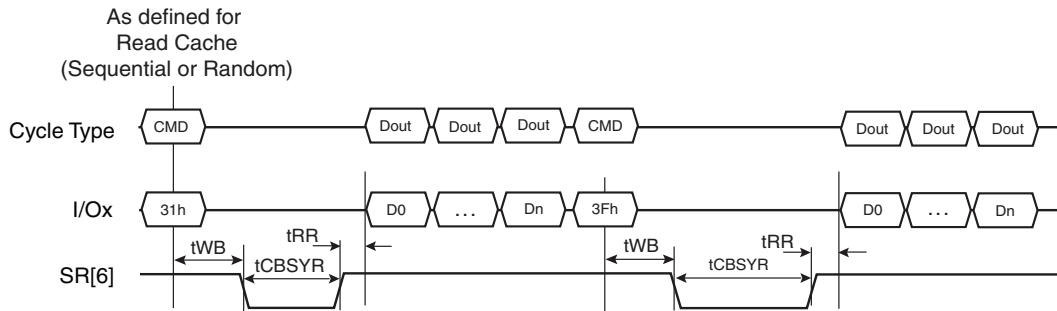 As defined for
Read Cache
(Sequential or Random)
Cycle Type CMD Dout Dout Dout CMD Dout Dout Dout
I/Ox 31h D0 ... Dn 3Fh D0 ... Dn
tWB tRR tWB tRR
SR[6] tCBSYR tCBSYR